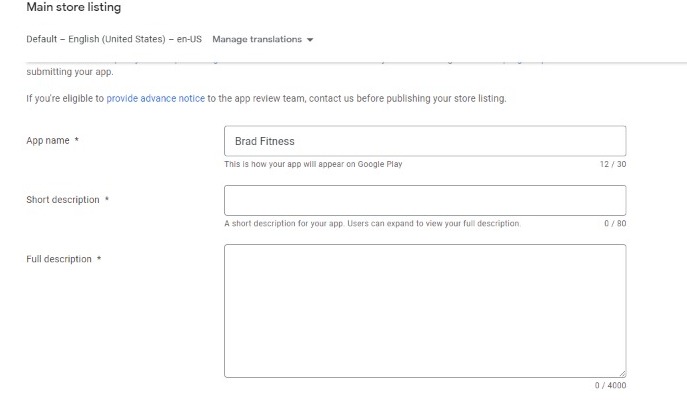 Main store listing
Default – English (United States) – en-US Manage translations
submitting your app.
If you're eligible to provide advance notice to the app review team, contact us before publishing your store listing.
App name *
Brad Fitness
This is how your app will appear on Google Play 12 / 30
Short description *
A short description for your app. Users can expand to view your full description. 0 / 80
Full description *
0 / 4000